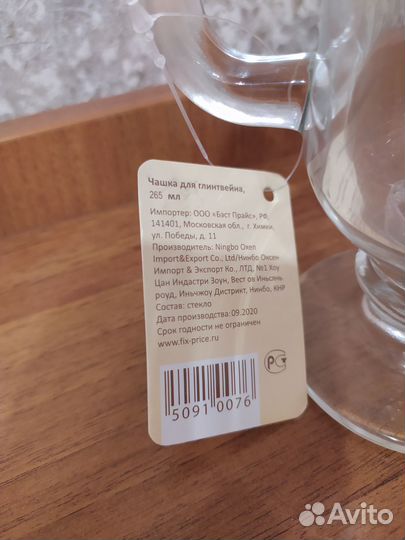 Чашка для глинтвейна,
265 мл
Импортер: ООО «Баст Прайс», РФ,
141401, Московская обл., г. Химки,
ул. Победы, д. 11
Производитель: Ningbo Oxen
Import&Export Co., Ltd/Нинбо Оксен
Импорт & Экспорт Ко., ЛТД, №1 Хоу
Цан Индастри Зоун, Вест ов Иньсянь
роуд, Иньчжоу Дистрикт, Нинбо, КНР
Состав: стекло
Дата производства: 09.2020
Срок годности не ограничен
www.fix-price.ru
РСТ
5091 0076
Avito